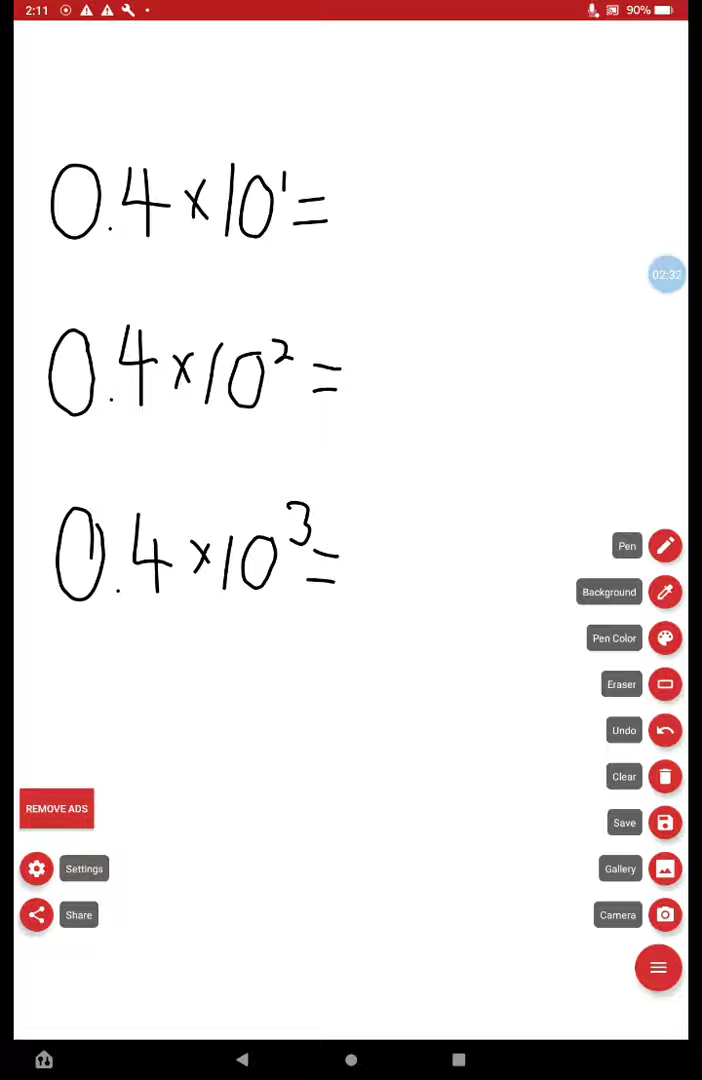 2:11 90%
0.4×10¹=
02:32
0.4×10²=
0.4×10³=
Pen
Background
Pen Color
Eraser
Undo
Clear
REMOVE ADS
Save
Settings
Gallery
Share
Camera